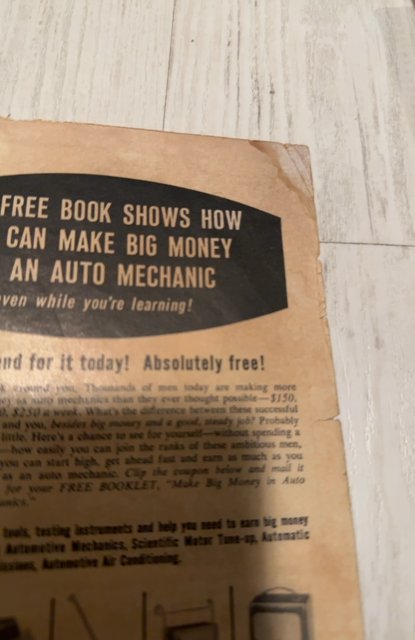 FREE BOOK SHOWS HOW
CAN MAKE BIG MONEY
AN AUTO MECHANIC
ven while you're learning!
nd for it today! Absolutely free!
k around you. Thousands of men today are making more
ey as auto mechanics than they ever thought possible—$150,
0, $250 a week. What's the difference between these successful
and you, besides big money and a good, steady job? Probably
little. Here's a chance to see for yourself—without spending a
—how easily you can join the ranks of these ambitious men,
you can start high, get ahead fast and earn as much as you
as an auto mechanic. Clip the coupon below and mail it
for your FREE BOOKLET, "Make Big Money in Auto
anics."
tools, testing instruments and help you need to earn big money
Automotive Mechanics, Scientific Motor Tune-up, Automatic
issions, Automotive Air Conditioning.